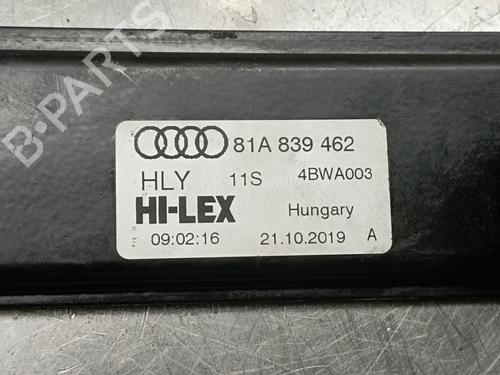 81A 839 462
HLY 11S 4BWA003
HI-LEX Hungary
09:02:16 21.10.2019 A
B-PARTS